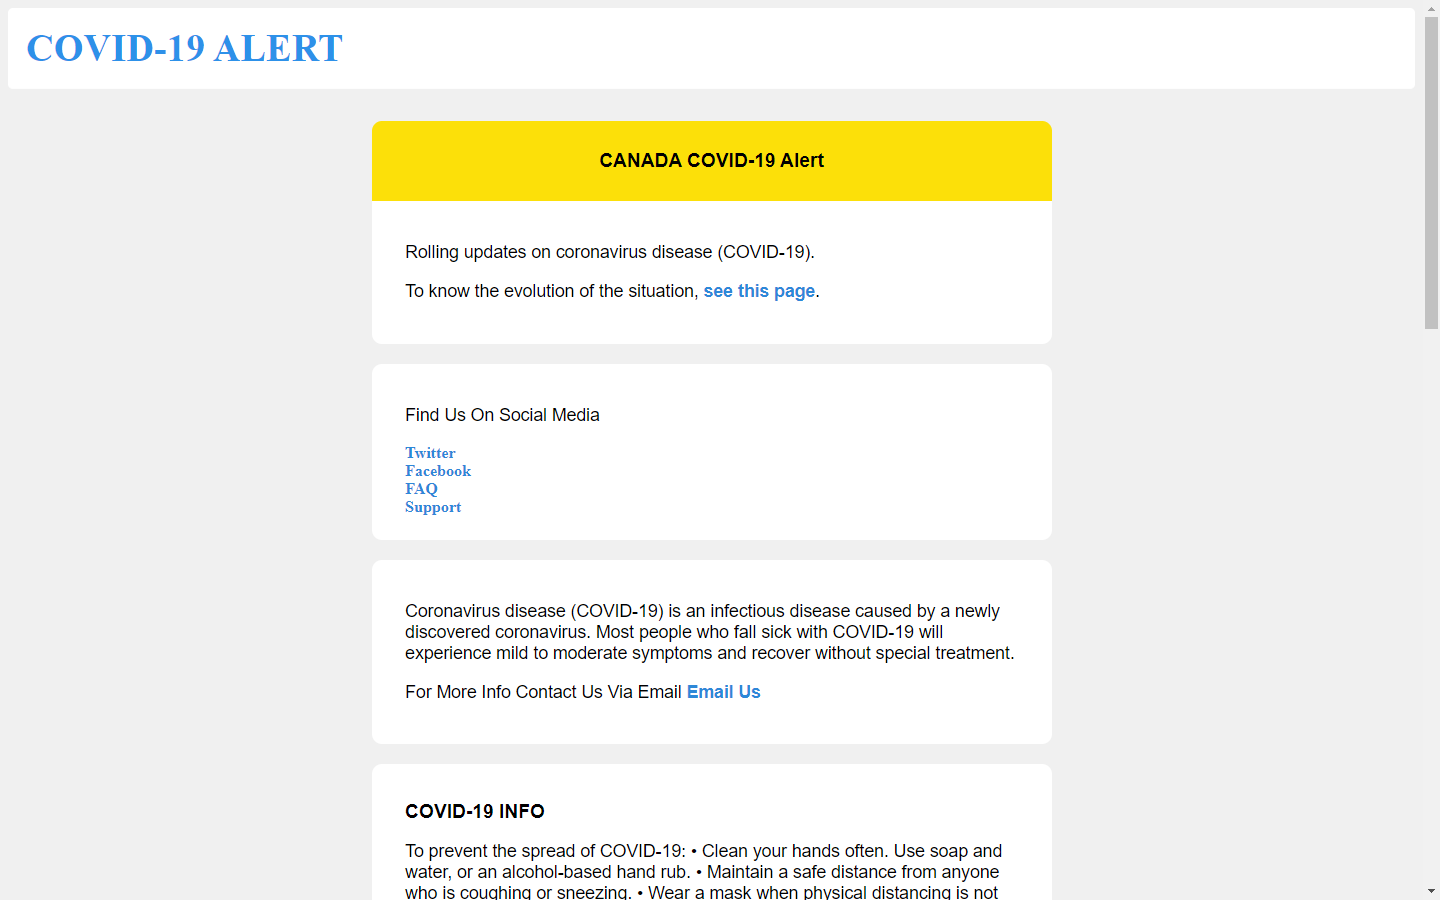 COVID-19 ALERT
CANADA COVID-19 Alert
Rolling updates on coronavirus disease (COVID-19).
To know the evolution of the situation, see this page.
Find Us On Social Media
Twitter
Facebook
FAQ
Support
Coronavirus disease (COVID-19) is an infectious disease caused by a newly
discovered coronavirus. Most people who fall sick with COVID-19 will
experience mild to moderate symptoms and recover without special treatment.
For More Info Contact Us Via Email Email Us
COVID-19 INFO
To prevent the spread of COVID-19: • Clean your hands often. Use soap and
water, or an alcohol-based hand rub. • Maintain a safe distance from anyone
who is coughing or sneezing. • Wear a mask when physical distancing is not